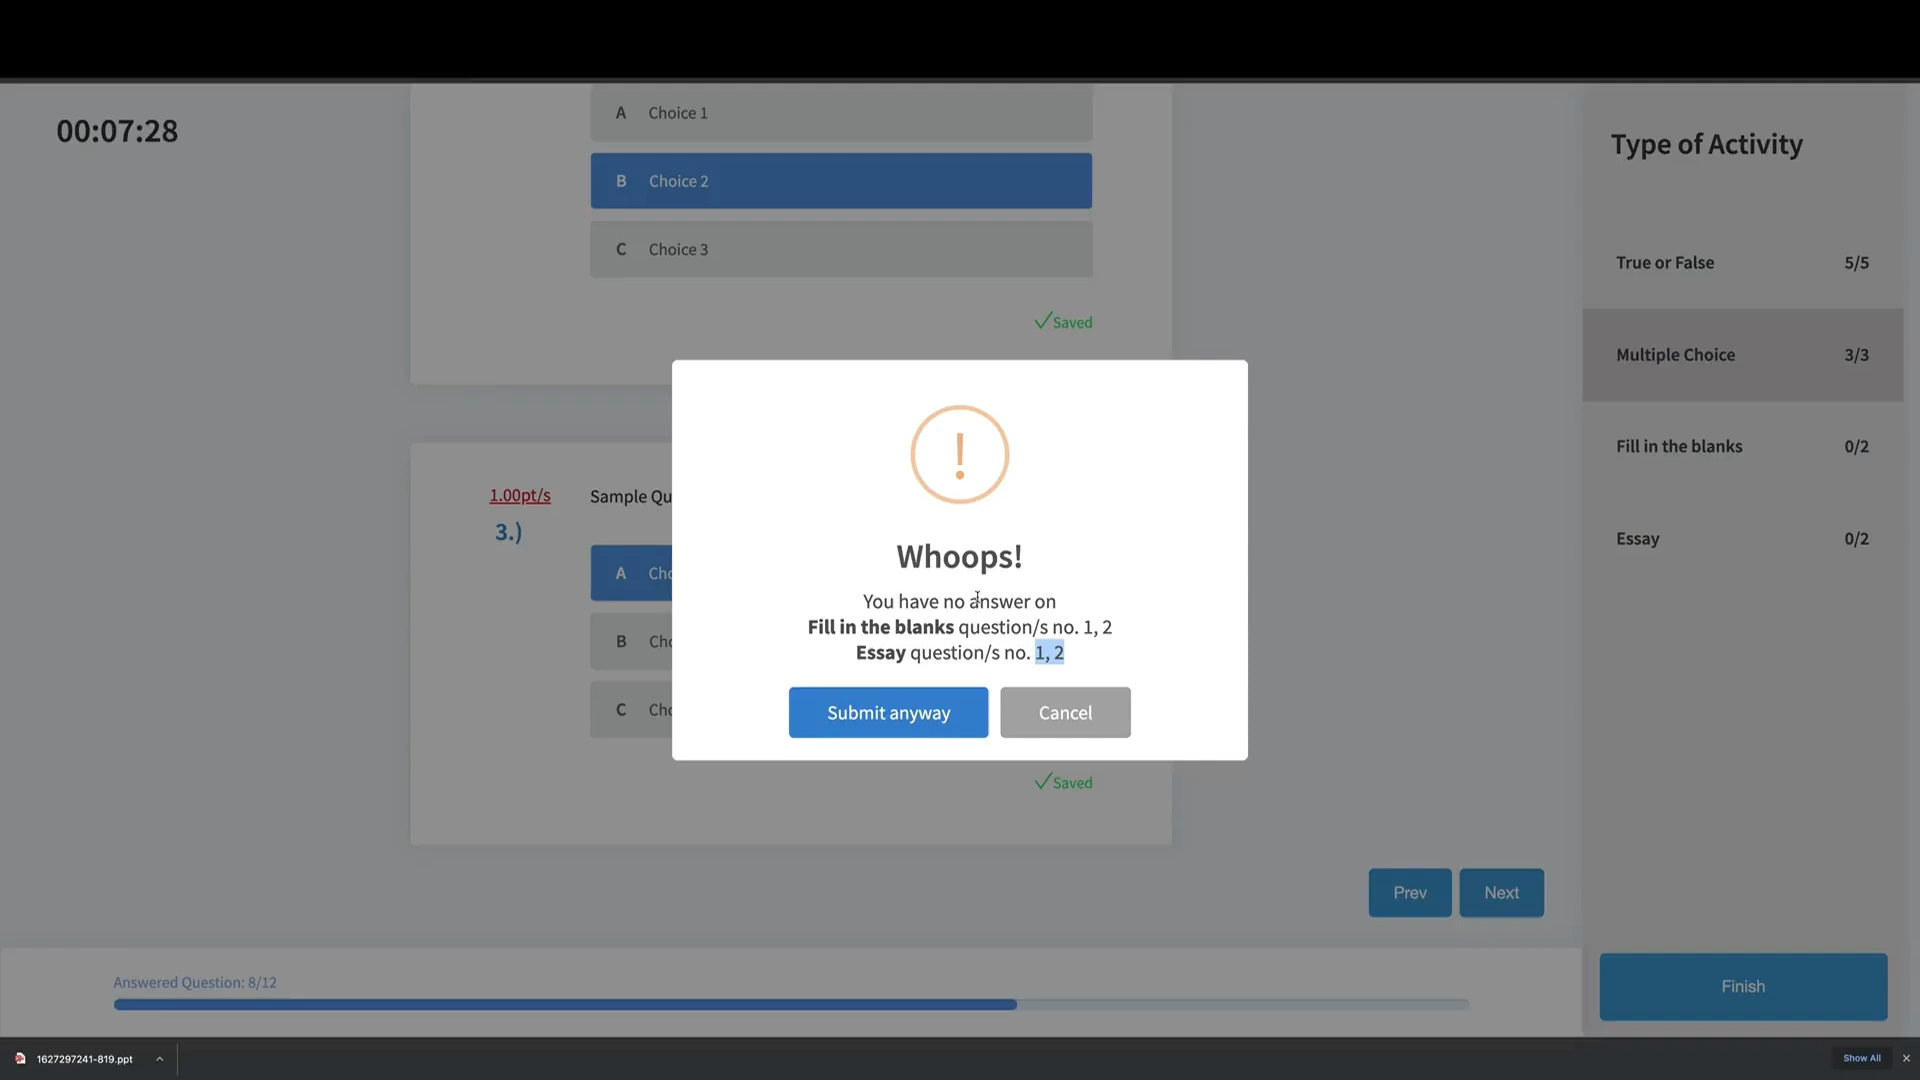 00:07:28
A Choice 1
B Choice 2
C Choice 3
Saved
1.00pt/s
Sample Qu
3.)
A Cho
B Cho
C Cho
Saved
Whoops!
You have no answer on
Fill in the blanks question/s no. 1, 2
Essay question/s no. 1, 2
Submit anyway
Cancel
Type of Activity
True or False 5/5
Multiple Choice 3/3
Fill in the blanks 0/2
Essay 0/2
Prev
Next
Answered Question: 8/12
Finish
1627297241-819.ppt
Show All